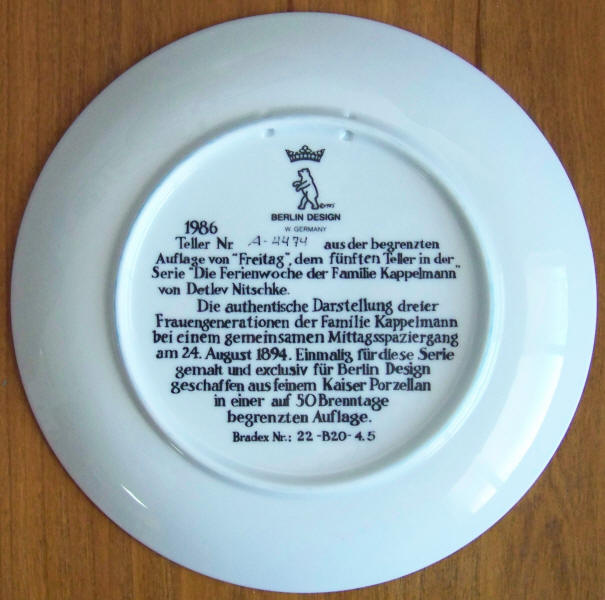 BERLIN DESIGN
W. GERMANY
1986
Teller Nr A-4474 aus der begrenzten
Auflage von "Freitag", dem fünften Teller in der
Serie "Die Ferienwoche der Familie Kappelmann"
von Detlev Nitschke.
Die authentische Darstellung dreier
Frauengenerationen der Familie Kappelmann
bei einem gemeinsamen Mittagsspaziergang
am 24. August 1894. Einmalig für diese Serie
gemalt und exclusiv für Berlin Design
geschaffen aus feinem Kaiser Porzellan
in einer auf 50 Brenntage
begrenzten Auflage.
Bradex Nr.: 22-B20-4.5